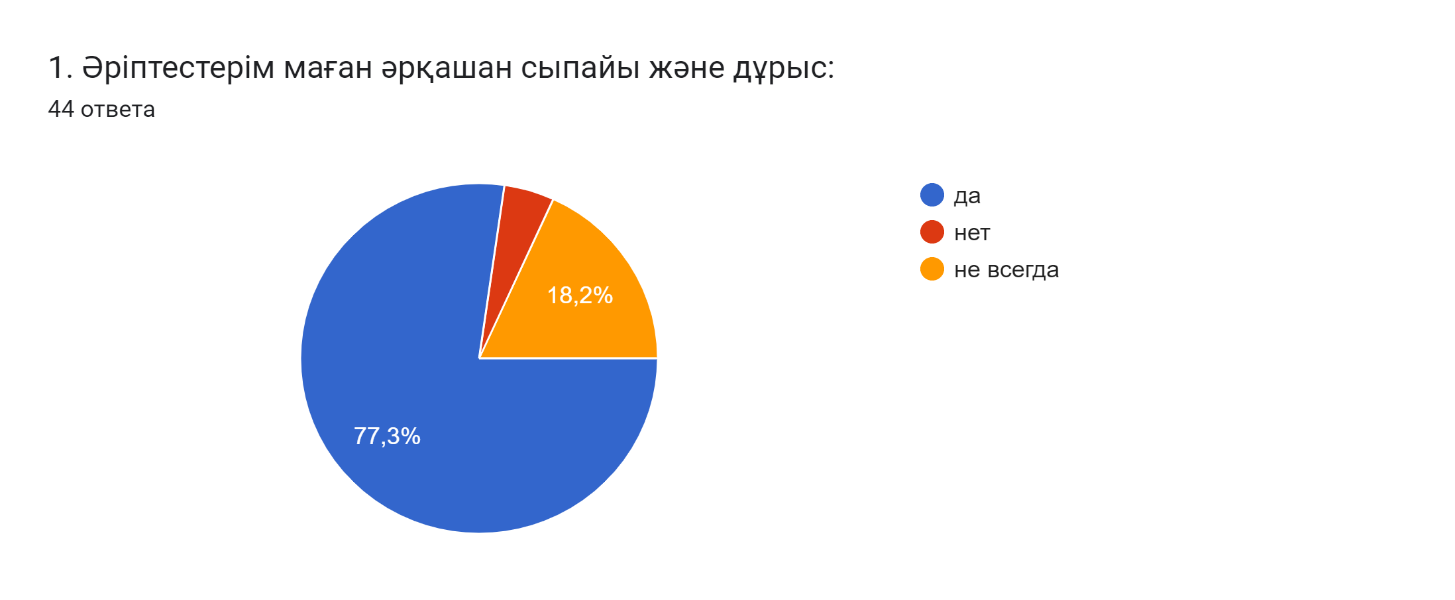 1. Әріптестерім маған әрқашан сыпайы және дұрыс:
44 ответа
да
нет
не всегда
18,2%
77,3%